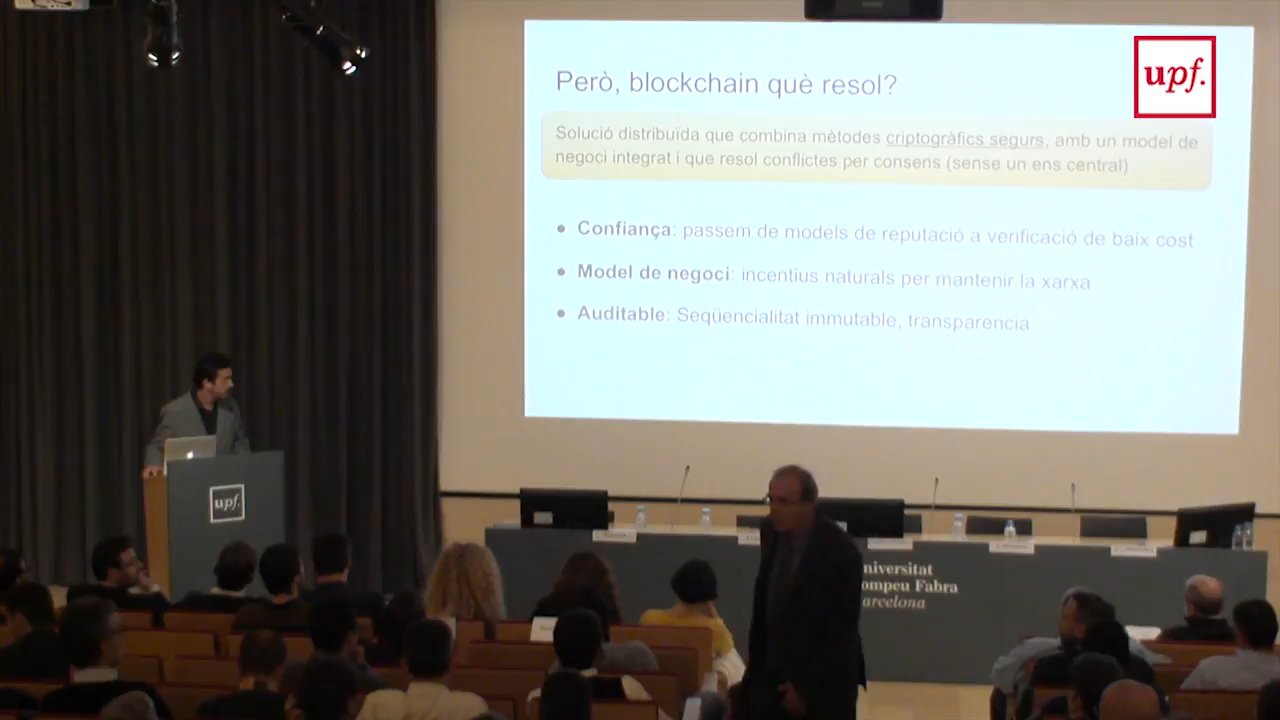 Però, blockchain què resol?
upf.
Solució distribuïda que combina mètodes criptogràfics segurs, amb un model de
negoci integrat i que resol conflictes per consens (sense un ens central)
● Confiança: passem de models de reputació a verificació de baix cost
● Model de negoci: incentius naturals per mantenir la xarxa
● Auditable: Seqüencialitat immutable, transparencia
upf.
niversitat
ompeu Fabra
arcelona